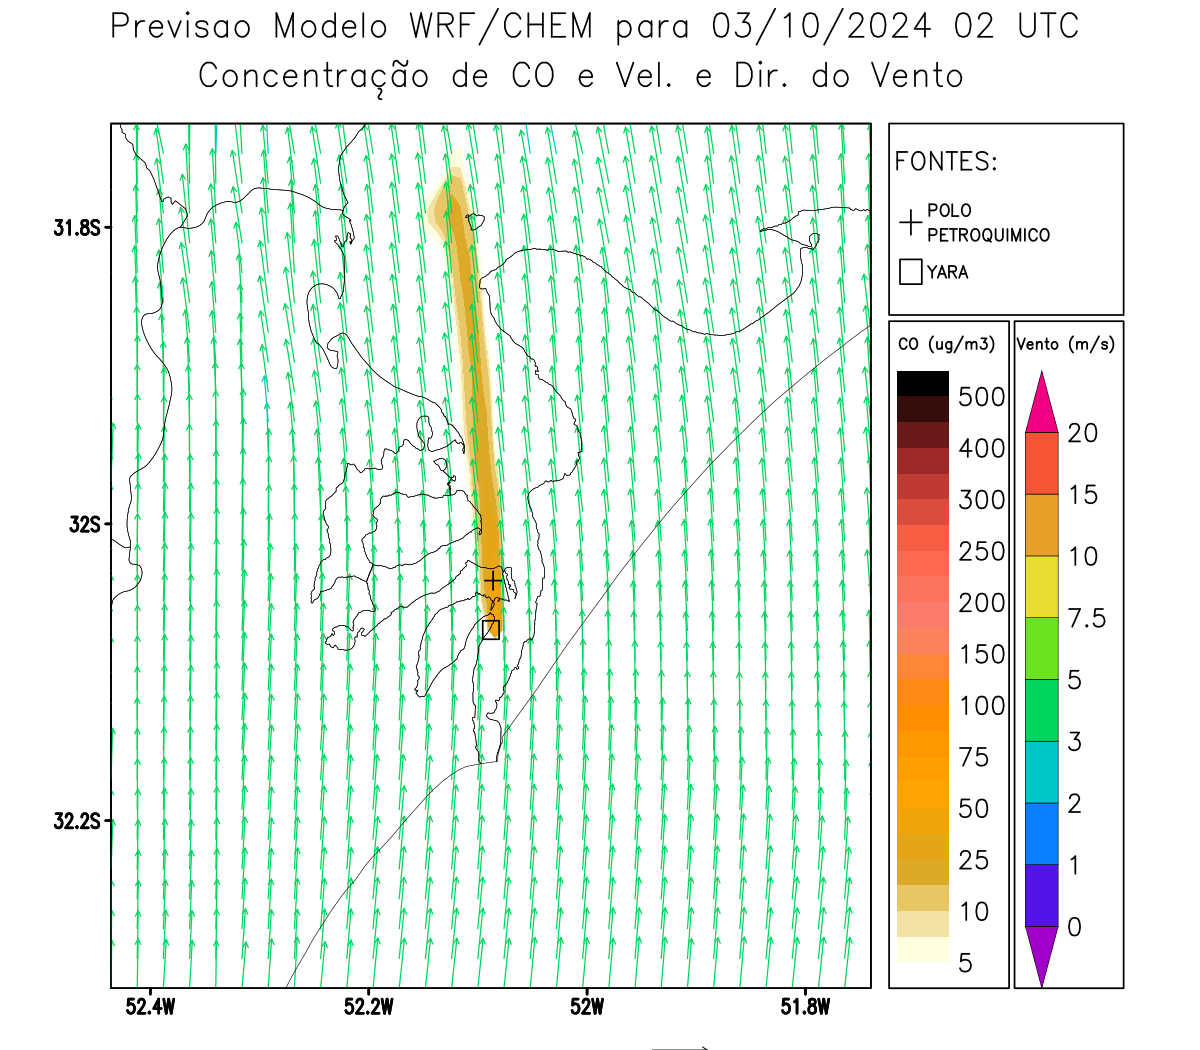 Previsao Modelo WRF/CHEM para 03/10/2024 02 UTC
Concentração de CO e Vel. e Dir. do Vento
FONTES:
POLO
PETROQUIMICO
YARA
CO (ug/m3)
500
400
300
250
200
150
100
75
50
25
10
5
Vento (m/s)
20
15
10
7.5
5
3
2
1
0
31.8S
32S
32.2S
52.4W
52.2W
52W
51.8W